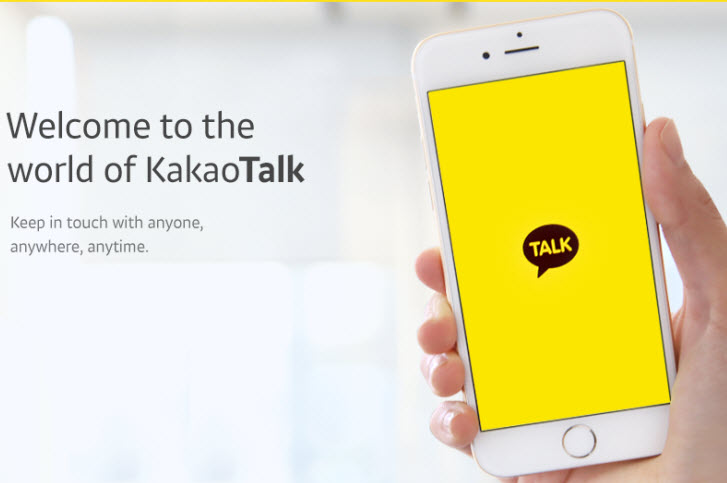 Welcome to the
world of KakaoTalk
Keep in touch with anyone,
anywhere, anytime.
TALK